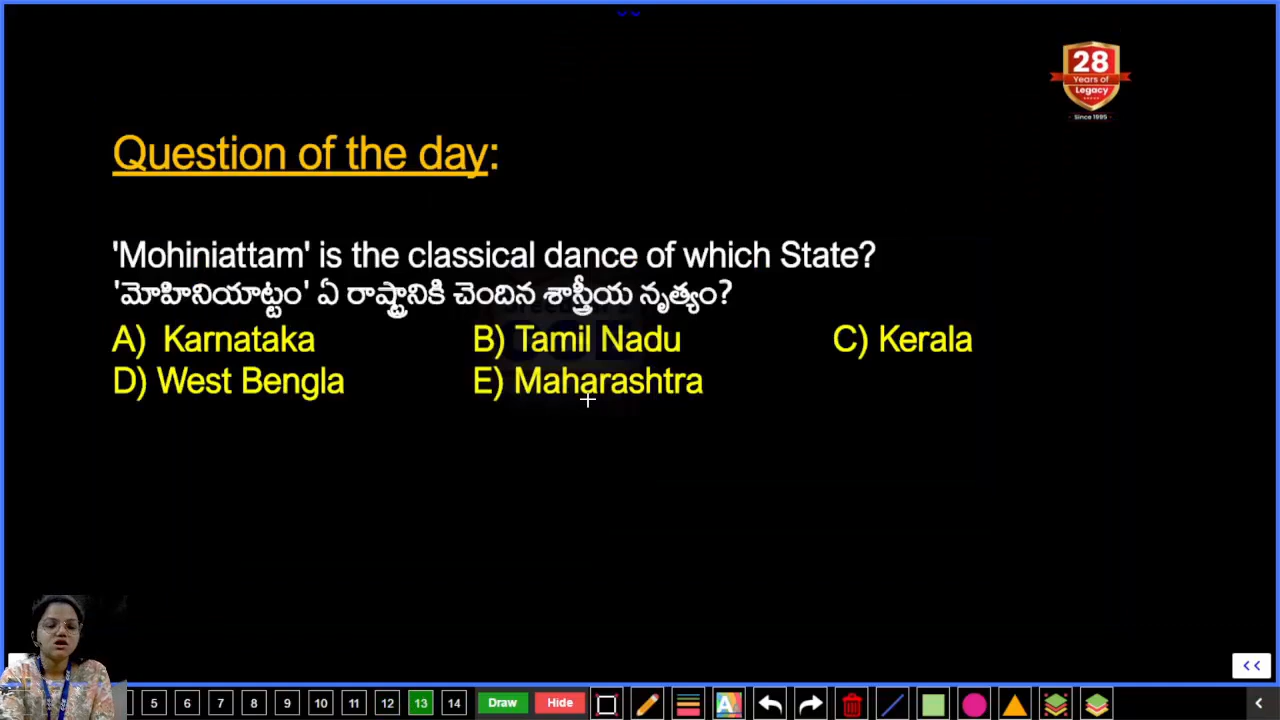 28
Years of
Legacy
Since 1995
Question of the day:
'Mohiniattam' is the classical dance of which State?
'మోహినియాట్టం' ఏ రాష్ట్రానికి చెందిన శాస్త్రీయ నృత్యం?
A) Karnataka B) Tamil Nadu C) Kerala
D) West Bengla E) Maharashtra
<<
5 6 7 8 9 10 11 12 13 14 Draw Hide A <